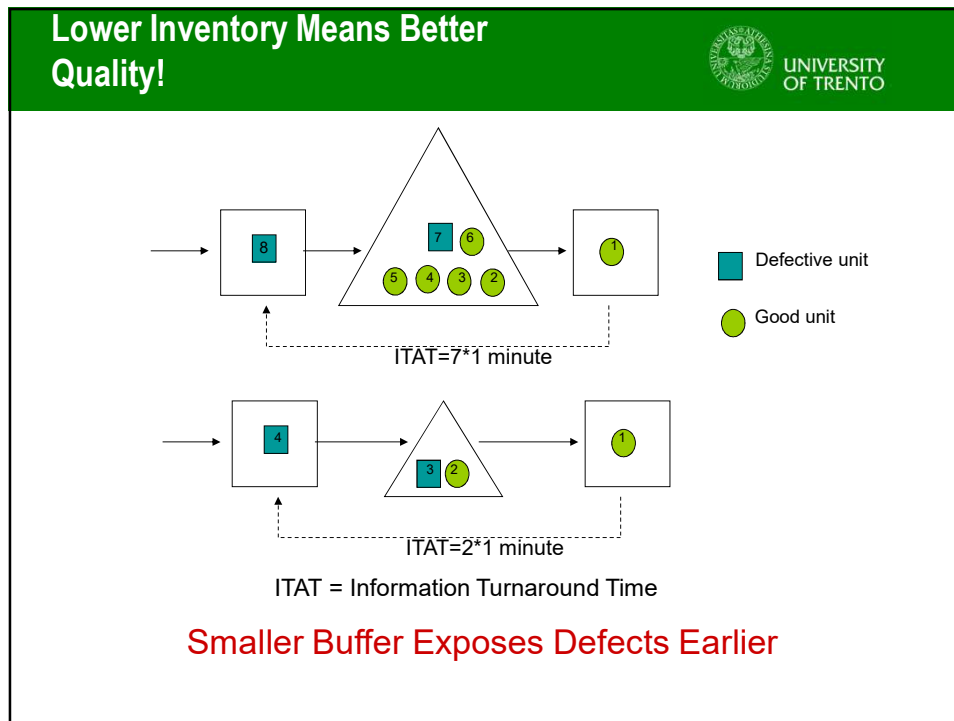 Lower Inventory Means Better
Quality!
UNIVERSITY
OF TRENTO
8
7
6
5
4
3
2
1
Defective unit
Good unit
ITAT=7*1 minute
4
3
2
1
ITAT=2*1 minute
ITAT = Information Turnaround Time
Smaller Buffer Exposes Defects Earlier